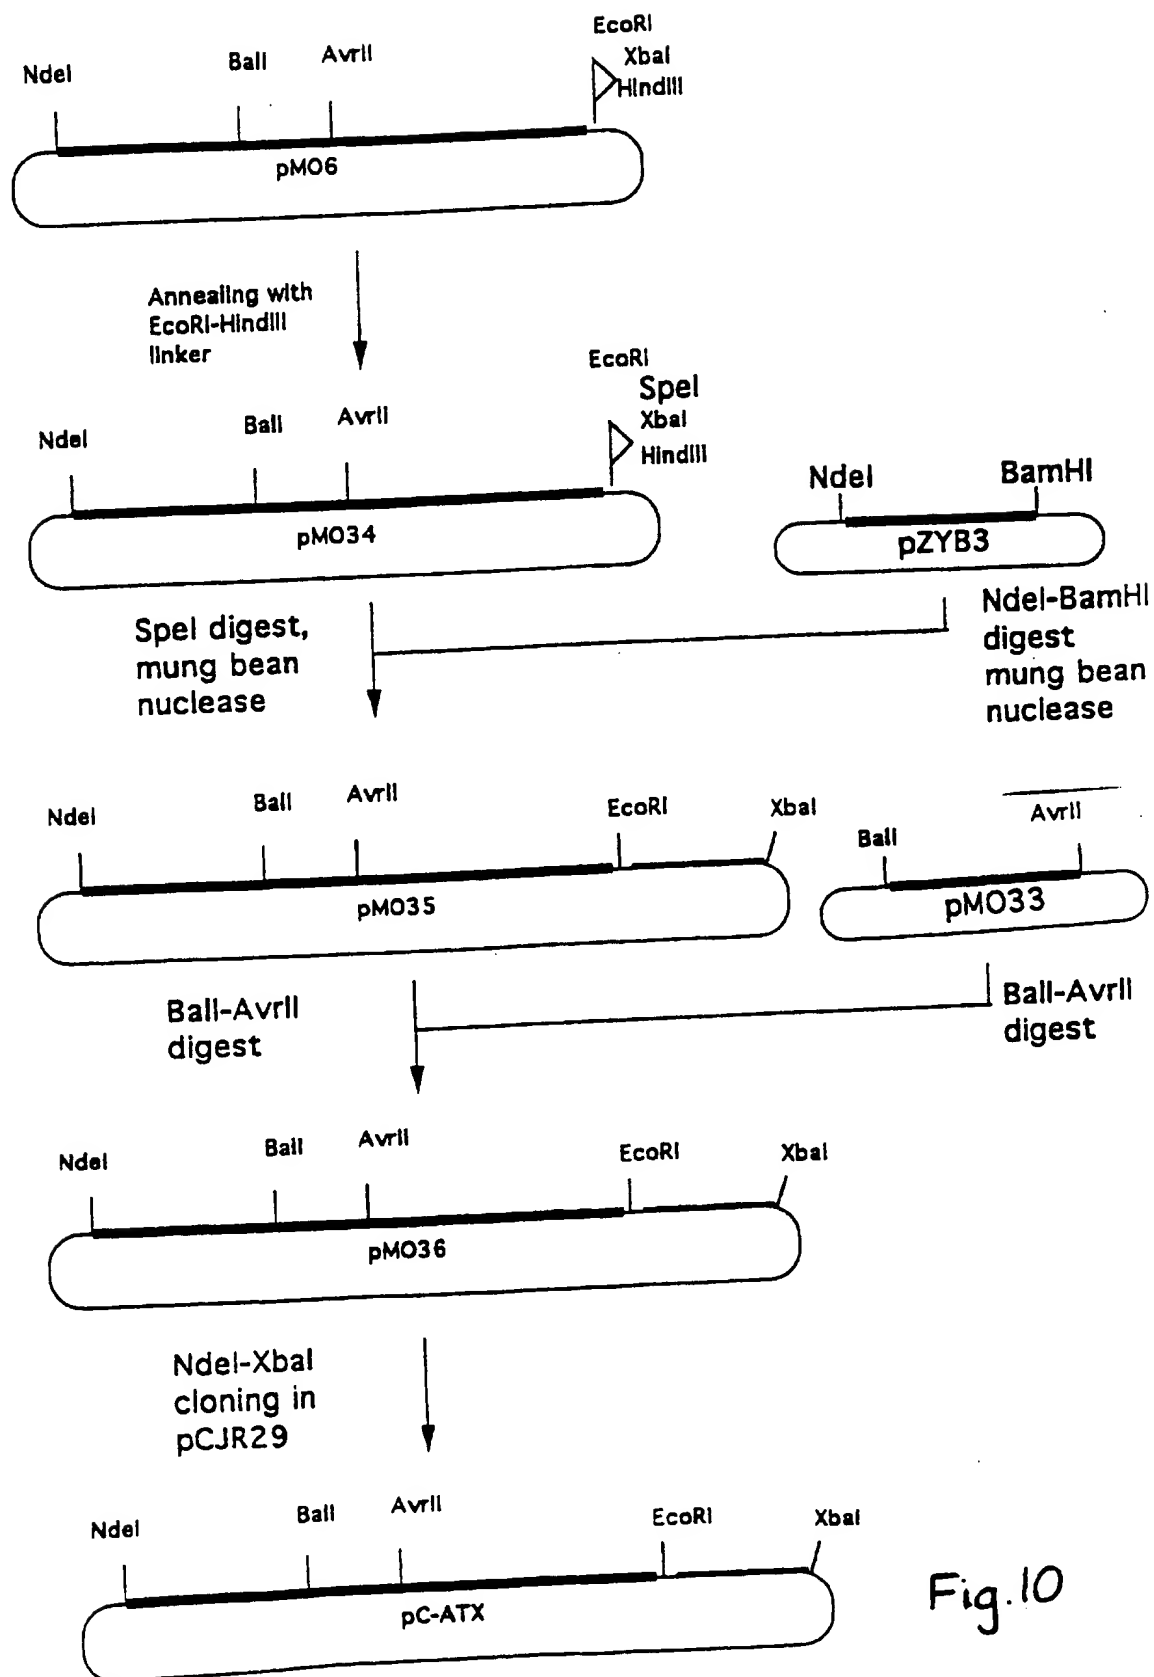 EcoRI
NdeI
BalI
AvrII
XbaI
HindIII
pMO6
Annealing with
EcoRI-HindIII
linker
EcoRI
SpeI
NdeI
BalI
AvrII
XbaI
HindIII
pMO34
NdeI
BamHI
pZYB3
SpeI digest,
mung bean
nuclease
NdeI-BamHI
digest
mung bean
nuclease
NdeI
BalI
AvrII
EcoRI
XbaI
pMO35
BalI
AvrII
pMO33
BalI-AvrII
digest
BalI-AvrII
digest
NdeI
BalI
AvrII
EcoRI
XbaI
pMO36
NdeI-XbaI
cloning in
pCJR29
NdeI
BalI
AvrII
EcoRI
XbaI
pC-ATX
Fig.10